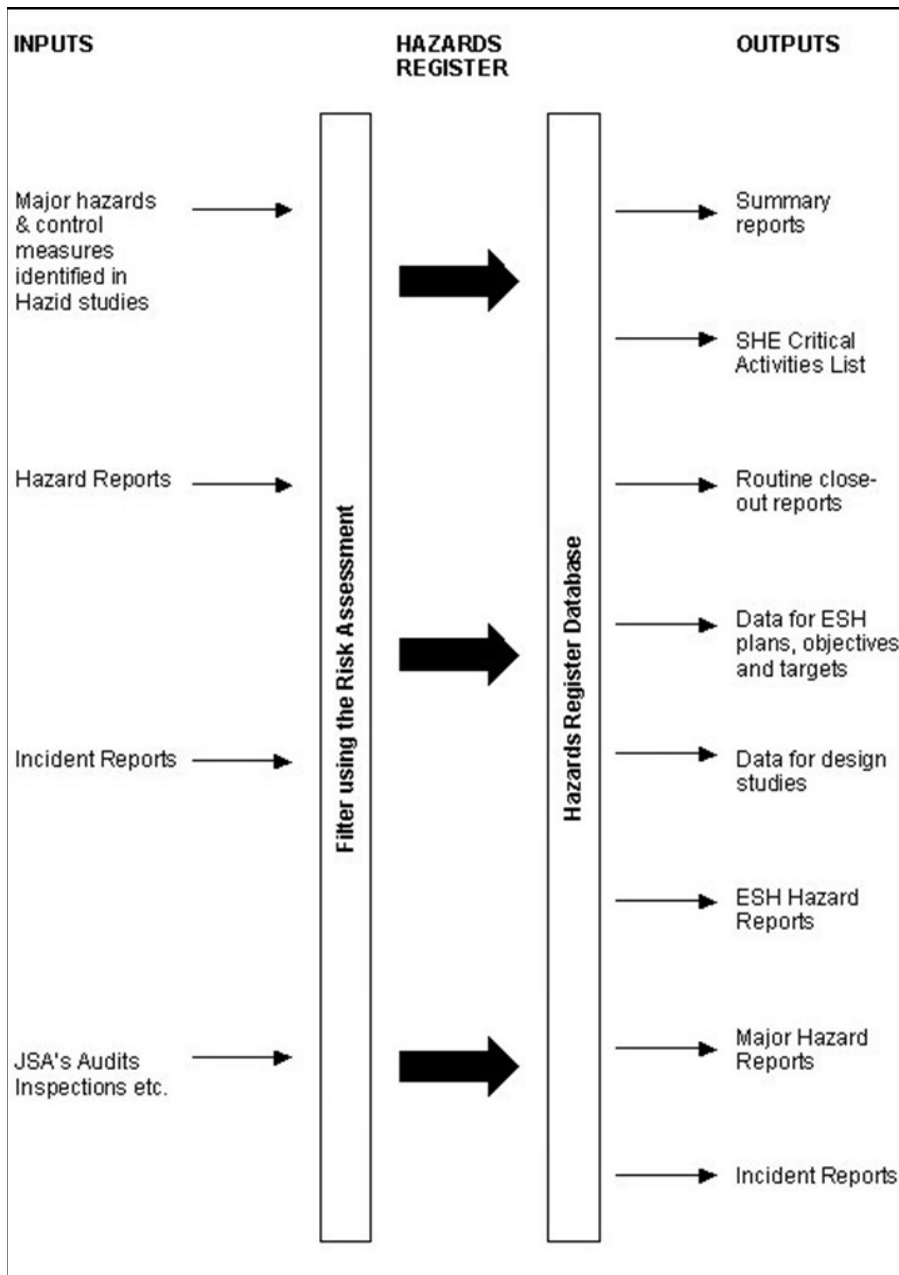 INPUTS
HAZARDS
REGISTER
OUTPUTS
Major hazards
& control
measures
identified in
Hazid studies
Hazard Reports
Incident Reports
JSA's Audits
Inspections etc.
Filter using the Risk Assessment
Hazards Register Database
Summary
reports
SHE Critical
Activities List
Routine close-
out reports
Data for ESH
plans, objectives
and targets
Data for design
studies
ESH Hazard
Reports
Major Hazard
Reports
Incident Reports